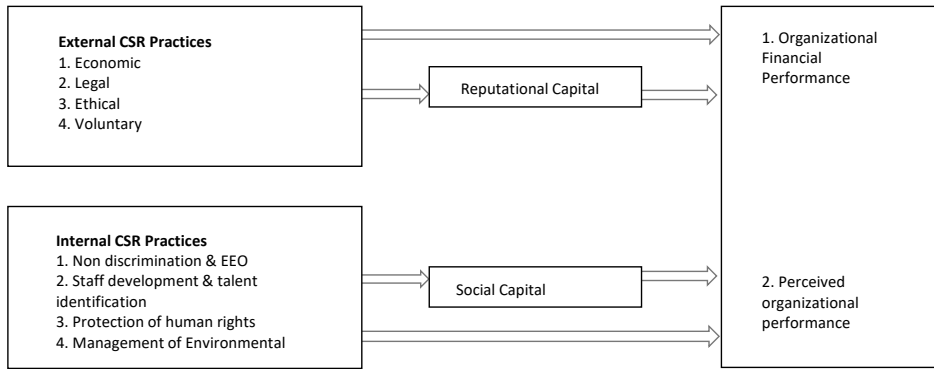 External CSR Practices
1. Economic
2. Legal
3. Ethical
4. Voluntary
Reputational Capital
1. Organizational
Financial
Performance
Internal CSR Practices
1. Non discrimination & EEO
2. Staff development & talent
identification
3. Protection of human rights
4. Management of Environmental
Social Capital
2. Perceived
organizational
performance